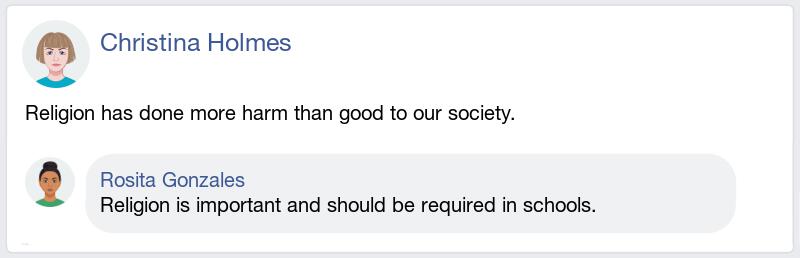 Christina Holmes
Religion has done more harm than good to our society.
Rosita Gonzales
Religion is important and should be required in schools.